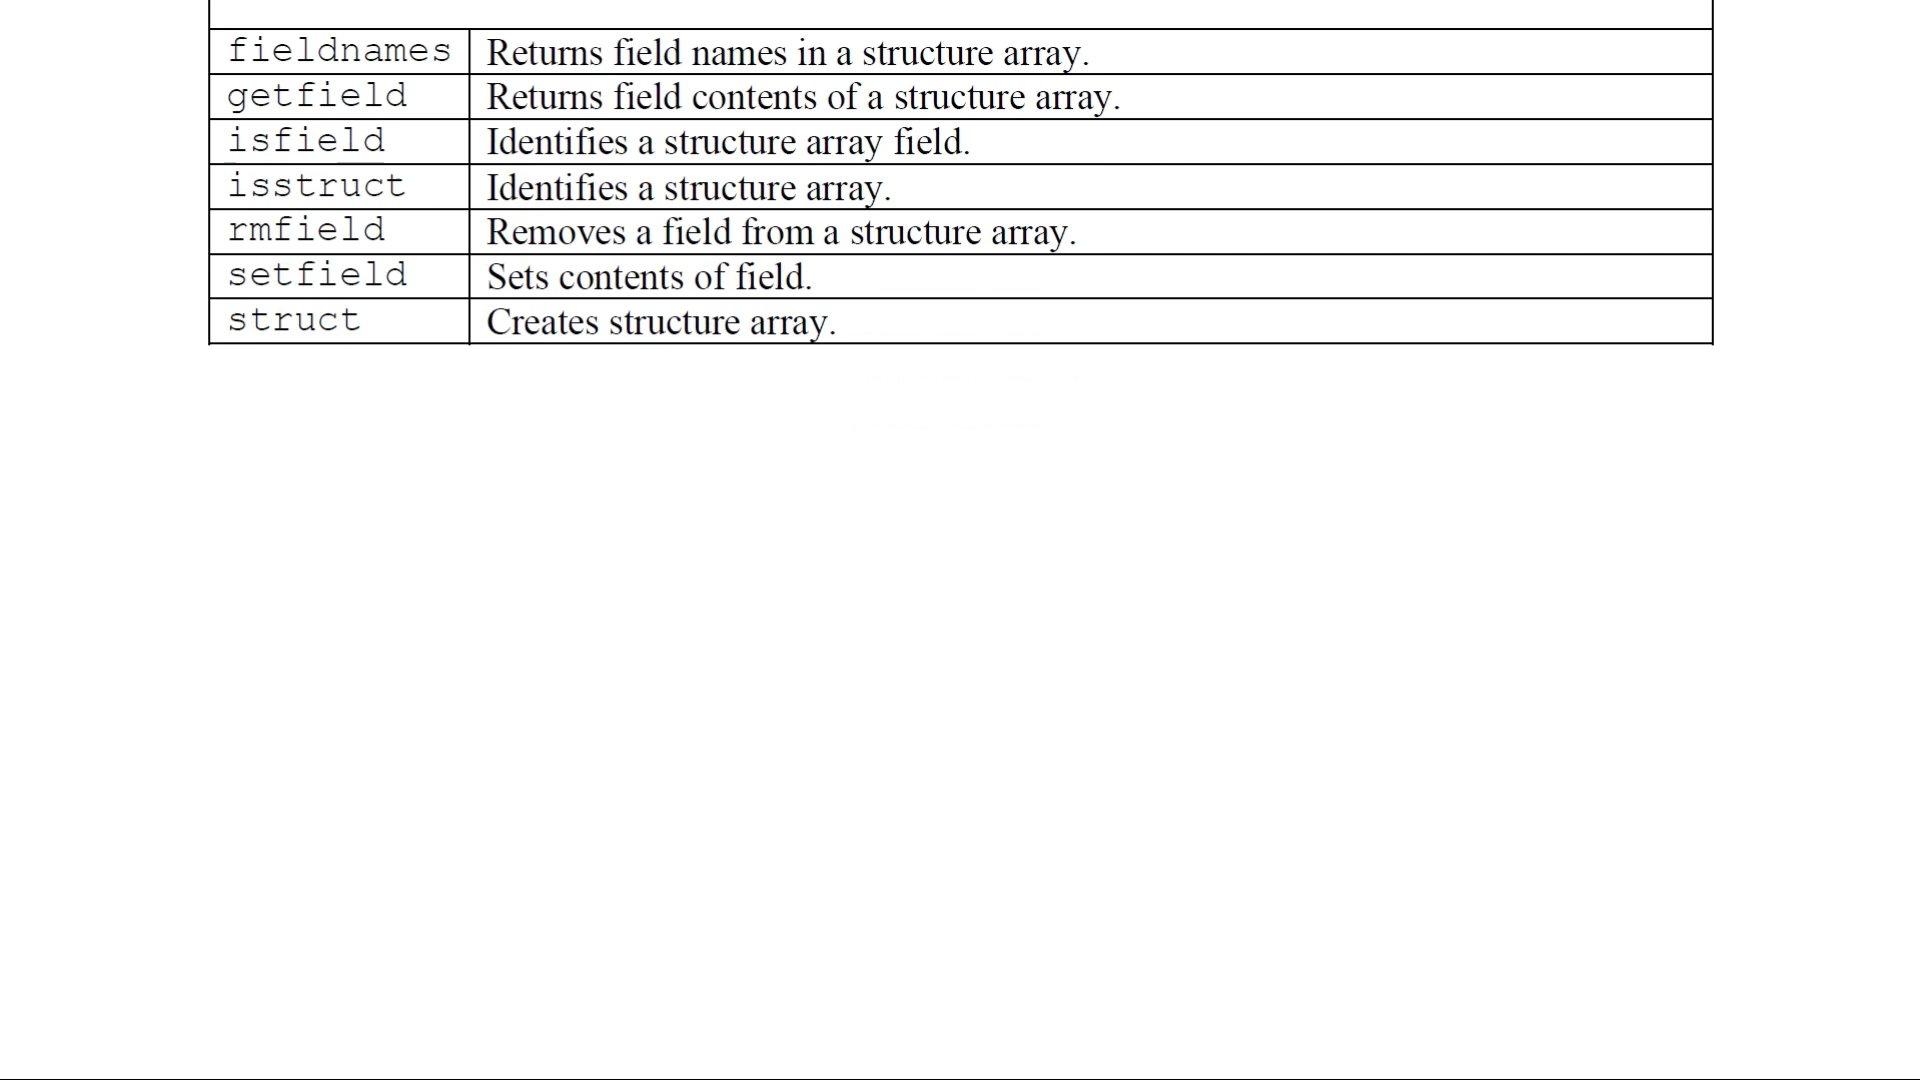 fieldnames Returns field names in a structure array.
getfield Returns field contents of a structure array.
isfield Identifies a structure array field.
isstruct Identifies a structure array.
rmfield Removes a field from a structure array.
setfield Sets contents of field.
struct Creates structure array.